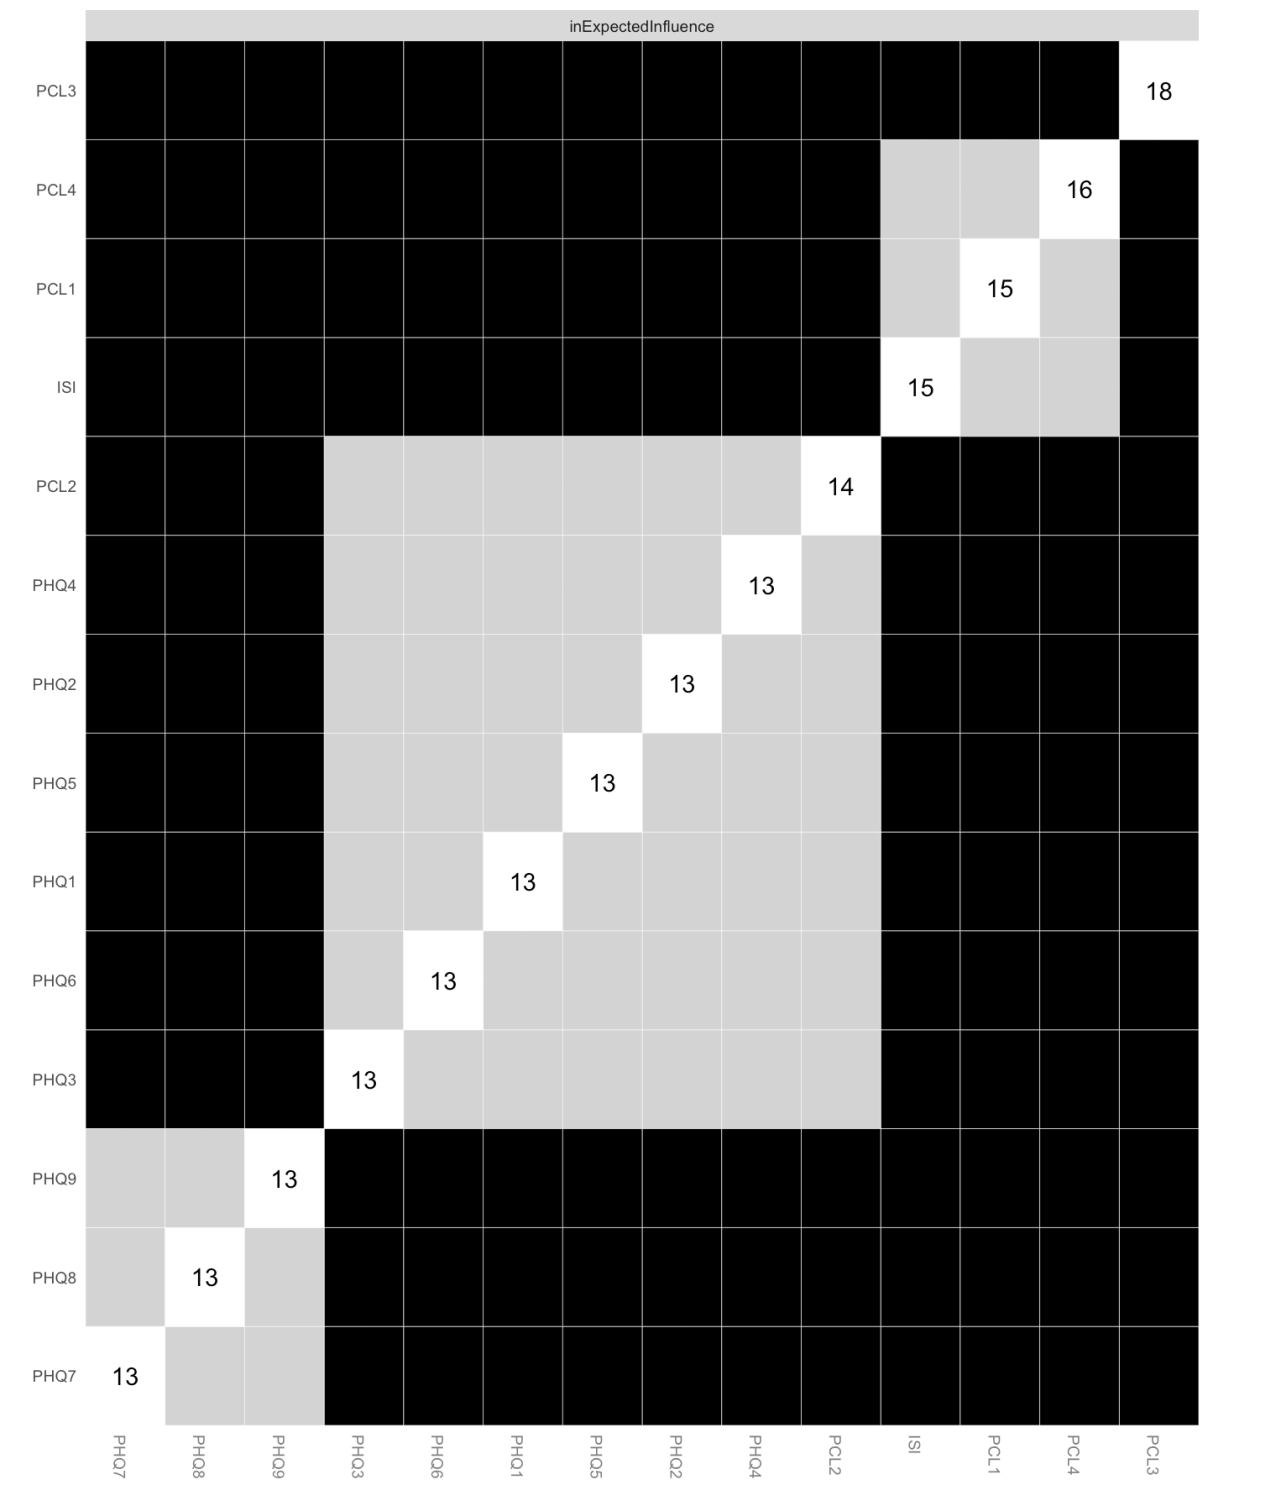 inExpectedInfluence
PCL3 18
PCL4 16
PCL1 15
ISI 15
PCL2 14
PHQ4 13
PHQ2 13
PHQ5 13
PHQ1 13
PHQ6 13
PHQ3 13
PHQ9 13
PHQ8 13
PHQ7 13
PHQ7 PHQ8 PHQ9 PHQ3 PHQ6 PHQ1 PHQ5 PHQ2 PHQ4 PCL2 ISI PCL1 PCL4 PCL3